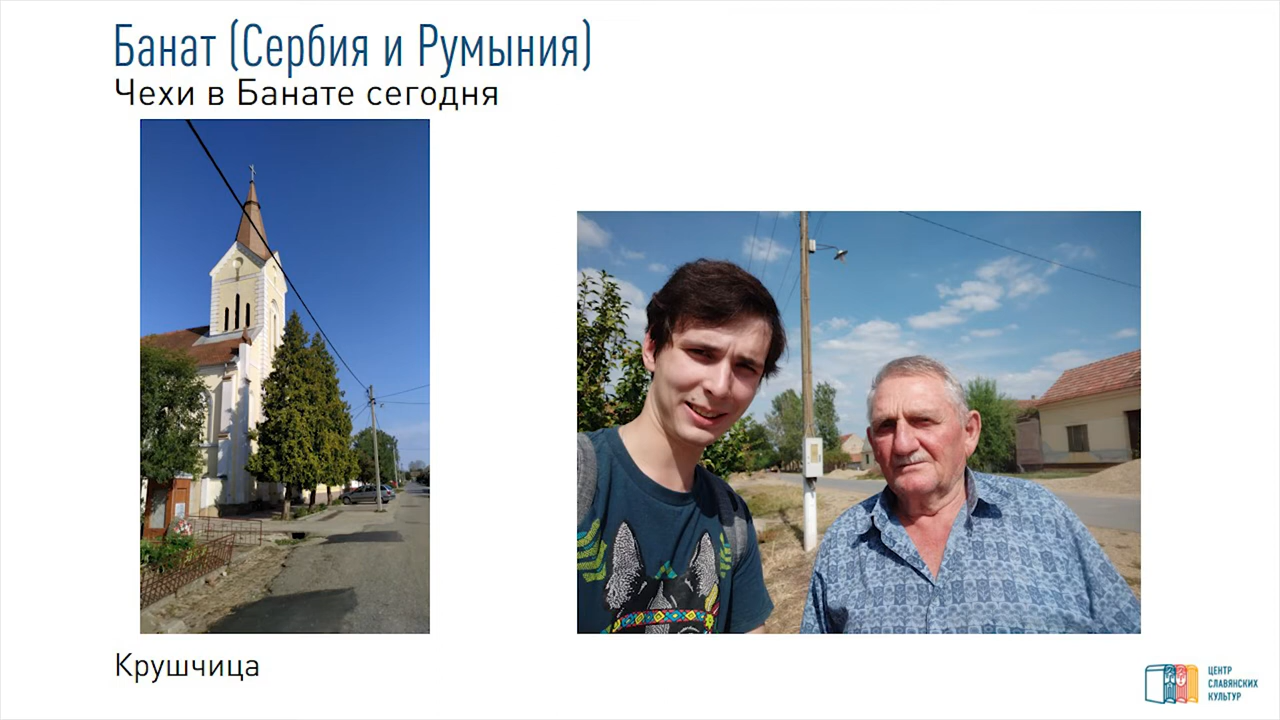 Банат (Сербия и Румыния)
Чехи в Банате сегодня
Крушчица
ЦЕНТР
СЛАВЯНСКИХ
КУЛЬТУР